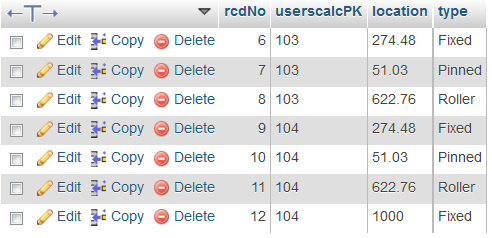 rcdNo userscalcPK location type
Edit Copy Delete 6 103 274.48 Fixed
Edit Copy Delete 7 103 51.03 Pinned
Edit Copy Delete 8 103 622.76 Roller
Edit Copy Delete 9 104 274.48 Fixed
Edit Copy Delete 10 104 51.03 Pinned
Edit Copy Delete 11 104 622.76 Roller
Edit Copy Delete 12 104 1000 Fixed